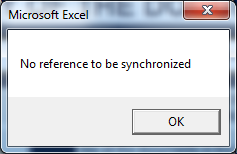 Microsoft Excel
No reference to be synchronized
OK